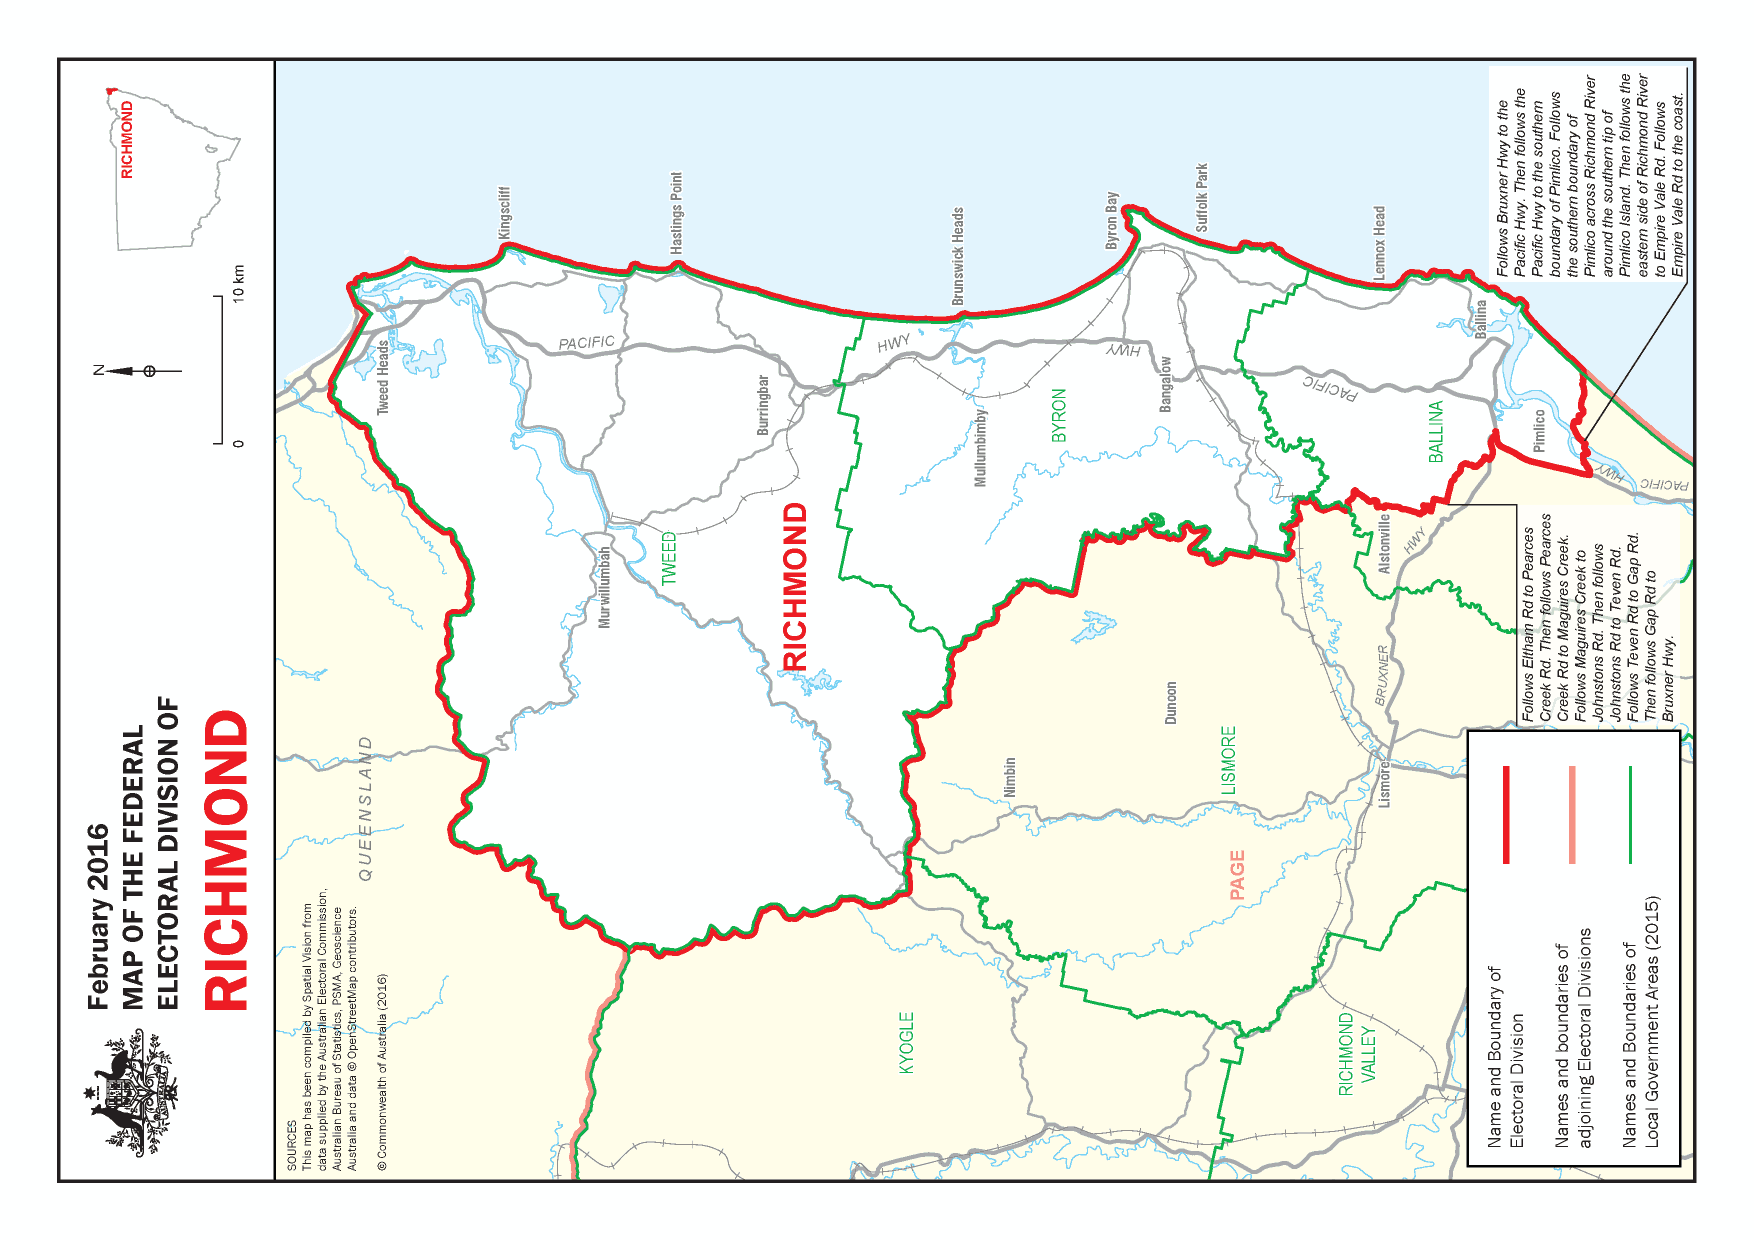 February 2016
MAP OF THE FEDERAL
ELECTORAL DIVISION OF
RICHMOND
N
0
10 km
RICHMOND
SOURCES
This map has been compiled by Spatial Vision from
data supplied by the Australian Electoral Commission,
Australian Bureau of Statistics, PSMA, Geoscience
Australia and data © OpenStreetMap contributors.
© Commonwealth of Australia (2016)
QUEENSLAND
Tweed Heads
Kingscliff
PACIFIC
Hastings Point
Murwillumbah
TWEED
Burringbar
RICHMOND
HWY
KYOGLE
Brunswick Heads
Mullumbimby
Nimbin
BYRON
Byron Bay
HWY
Bangalow
Dunoon
Suffolk Park
LISMORE
PAGE
PACIFIC
RICHMOND
VALLEY
Lennox Head
Alstonville
BRUXNER
HWY
Lismore
BALLINA
Ballina
Pimlico
HWY
PACIFIC
Follows Bruxner Hwy to the
Pacific Hwy. Then follows the
Pacific Hwy to the southern
boundary of Pimlico. Follows
the southern boundary of
Pimlico across Richmond River
around the southern tip of
Pimlico Island. Then follows the
eastern side of Richmond River
to Empire Vale Rd. Follows
Empire Vale Rd to the coast.
Follows Eltham Rd to Pearces
Creek Rd. Then follows Pearces
Creek Rd to Maguires Creek.
Follows Maguires Creek to
Johnstons Rd. Then follows
Johnstons Rd to Teven Rd.
Follows Teven Rd to Gap Rd.
Then follows Gap Rd to
Bruxner Hwy.
Name and Boundary of
Electoral Division
Names and boundaries of
adjoining Electoral Divisions
Names and Boundaries of
Local Government Areas (2015)